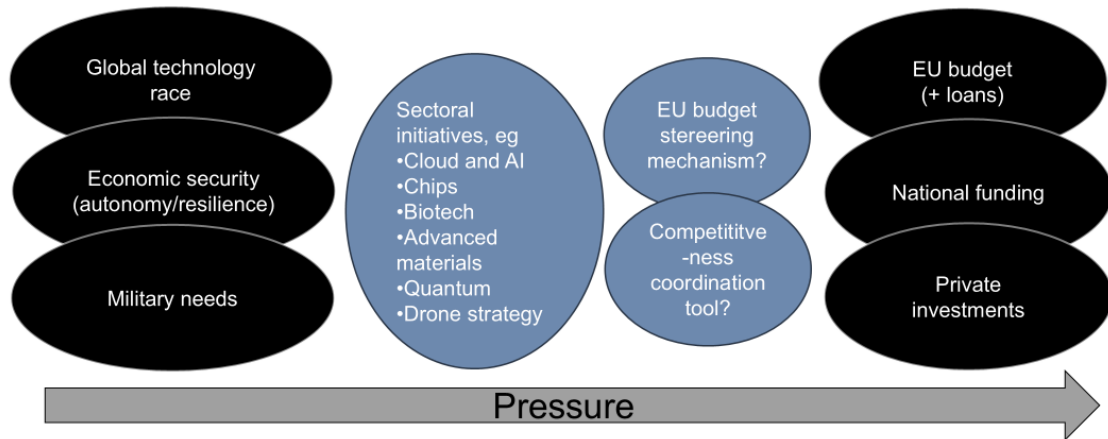 Global technology
race
Economic security
(autonomy/resilience)
Military needs
Sectoral
initiatives, eg
•Cloud and AI
•Chips
•Biotech
•Advanced
materials
•Quantum
•Drone strategy
EU budget
stereering
mechanism?
Competititve
-ness
coordination
tool?
EU budget
(+ loans)
National funding
Private
investments
Pressure